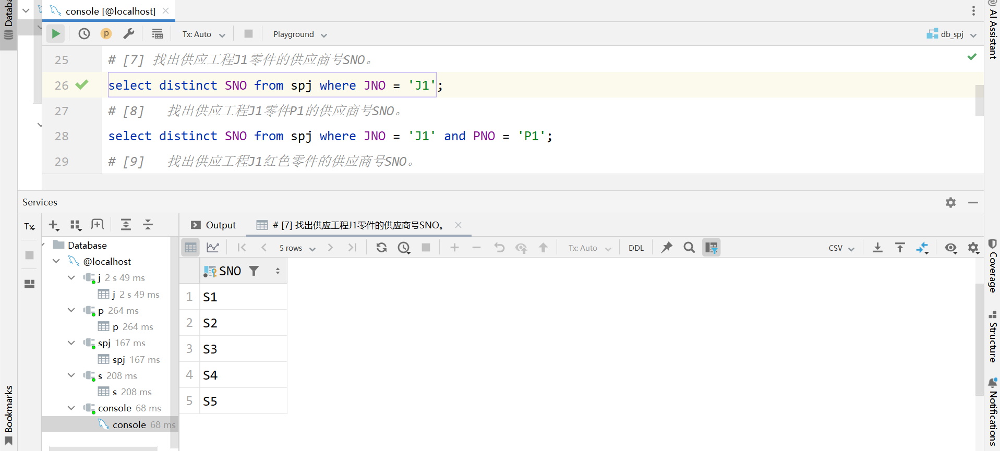 console [@localhost]
Tx: Auto
Playground
db_spj
25 # [7] 找出供应工程J1零件的供应商号SNO。
26 select distinct SNO from spj where JNO = 'J1';
27 # [8] 找出供应工程J1零件P1的供应商号SNO。
28 select distinct SNO from spj where JNO = 'J1' and PNO = 'P1';
29 # [9] 找出供应工程J1红色零件的供应商号SNO。
Services
Tx
Output
# [7] 找出供应工程J1零件的供应商号SNO。
5 rows
Tx: Auto
DDL
CSV
Database
@localhost
j 2 s 49 ms
j 2 s 49 ms
p 264 ms
p 264 ms
spj 167 ms
spj 167 ms
s 208 ms
s 208 ms
console 68 ms
console 68 ms
SNO
1 S1
2 S2
3 S3
4 S4
5 S5
Bookmarks
AI Assistant
Coverage
Structure
Notifications